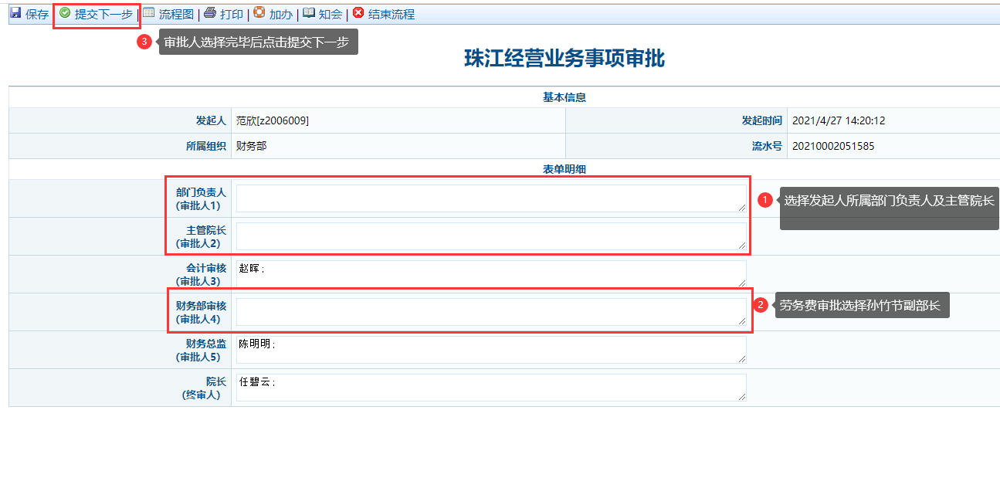 保存 提交下一步 | 流程图 | 打印 | 加办 | 知会 | 结束流程
3 审批人选择完毕后点击提交下一步
珠江经营业务事项审批
基本信息
发起人 范欣[z2006009] 发起时间 2021/4/27 14:20:12
所属组织 财务部 流水号 20210002051585
表单明细
部门负责人
(审批人1)
1 选择发起人所属部门负责人及主管院长
主管院长
(审批人2)
会计审核 赵晖;
(审批人3)
财务部审核
(审批人4)
2 劳务费审批选择孙竹节副部长
财务总监 陈明明;
(审批人5)
院长 任碧云;
(终审人)